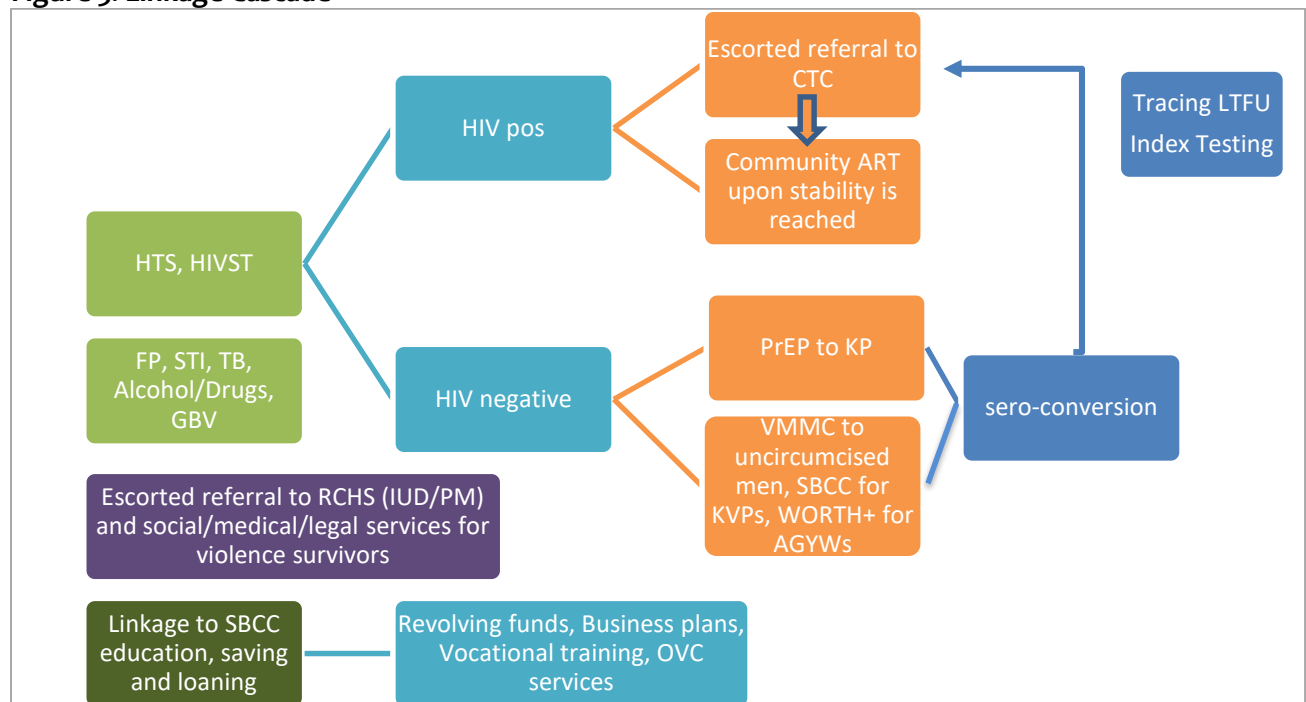 Escorted referral to
CTC
Tracing LTFU
Index Testing
HIV pos
Community ART
upon stability is
reached
HTS, HIVST
FP, STI, TB,
Alcohol/Drugs,
GBV
HIV negative
PrEP to KP
sero-conversion
VMMC to
uncircumcised
men, SBCC for
KVPs, WORTH+ for
AGYWs
Escorted referral to RCHS (IUD/PM)
and social/medical/legal services for
violence survivors
Linkage to SBCC
education, saving
and loaning
Revolving funds, Business plans,
Vocational training, OVC
services